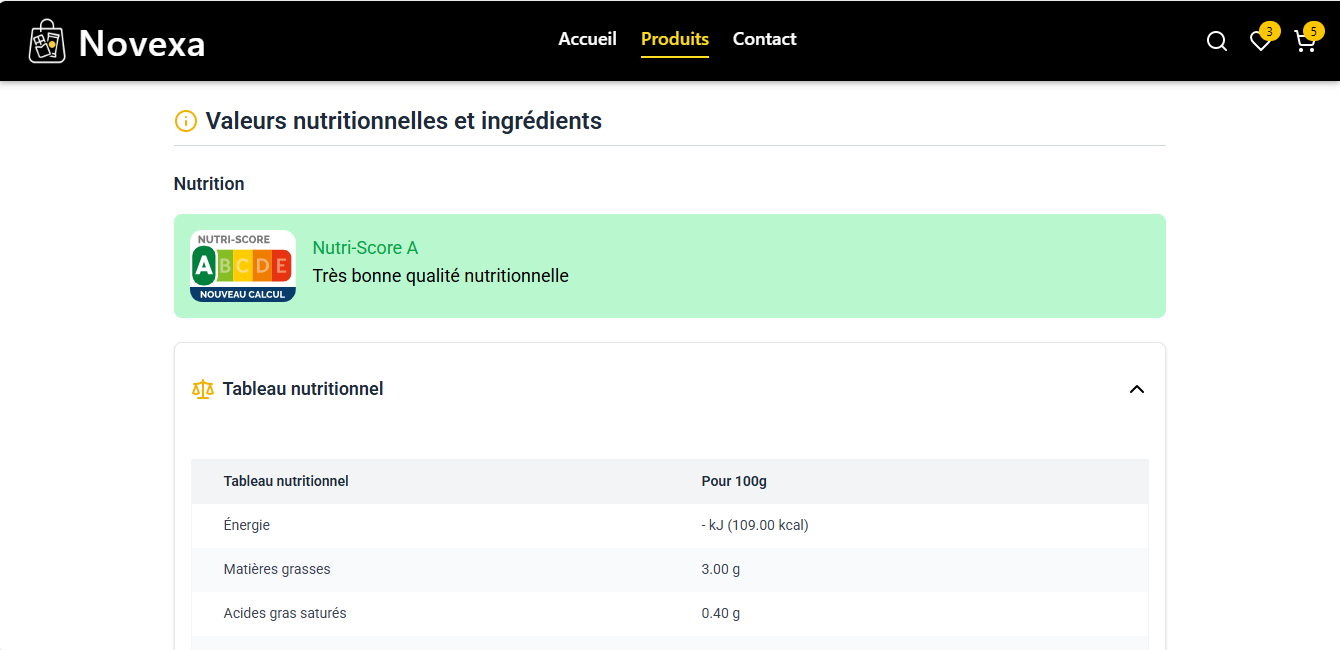 Novexa
Accueil Produits Contact
3 5
Valeurs nutritionnelles et ingrédients
Nutrition
NUTRI-SCORE
A B C D E
NOUVEAU CALCUL
Nutri-Score A
Très bonne qualité nutritionnelle
Tableau nutritionnel
Tableau nutritionnel Pour 100g
Énergie - kJ (109.00 kcal)
Matières grasses 3.00 g
Acides gras saturés 0.40 g